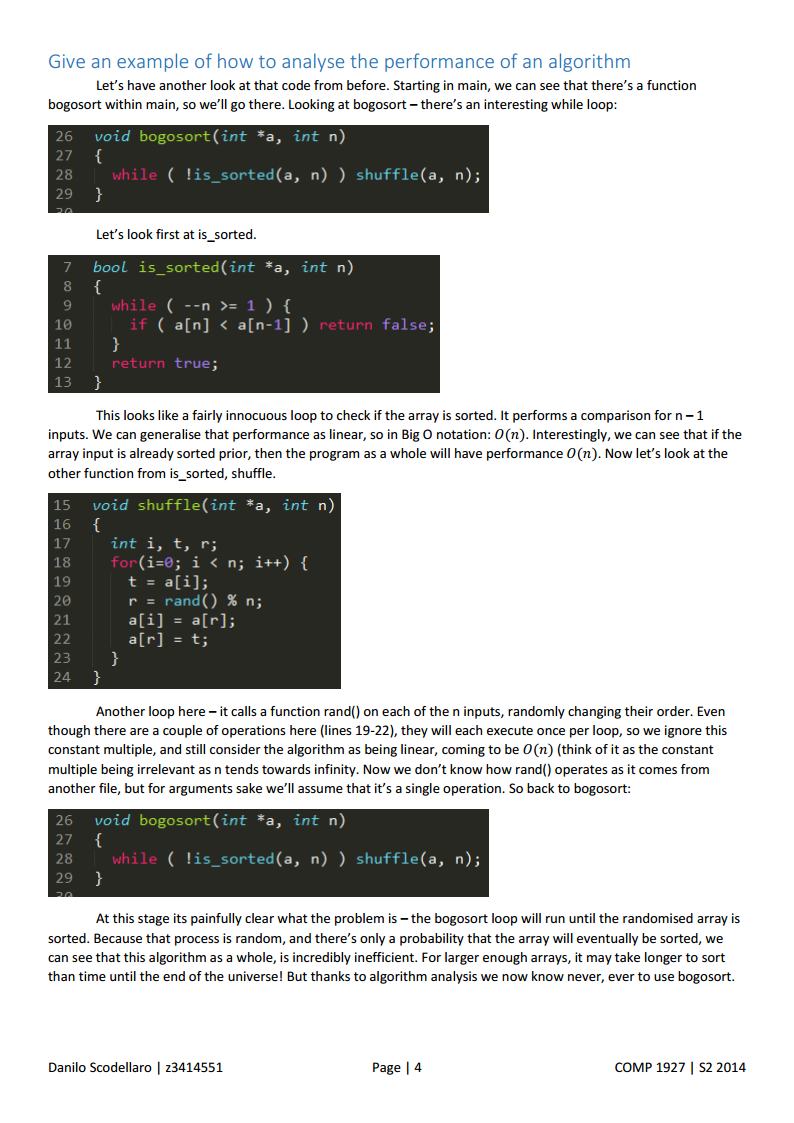 Give an example of how to analyse the performance of an algorithm
Let's have another look at that code from before. Starting in main, we can see that there's a function
bogosort within main, so we'll go there. Looking at bogosort – there's an interesting while loop:
26 void bogosort(int *a, int n)
27 {
28 while ( !is_sorted(a, n) ) shuffle(a, n);
29 }
30
Let's look first at is_sorted.
7 bool is_sorted(int *a, int n)
8 {
9 while ( --n >= 1 ) {
10 if ( a[n] < a[n-1] ) return false;
11 }
12 return true;
13 }
This looks like a fairly innocuous loop to check if the array is sorted. It performs a comparison for n – 1
inputs. We can generalise that performance as linear, so in Big O notation: O(n). Interestingly, we can see that if the
array input is already sorted prior, then the program as a whole will have performance O(n). Now let's look at the
other function from is_sorted, shuffle.
15 void shuffle(int *a, int n)
16 {
17 int i, t, r;
18 for(i=0; i < n; i++) {
19 t = a[i];
20 r = rand() % n;
21 a[i] = a[r];
22 a[r] = t;
23 }
24 }
Another loop here – it calls a function rand() on each of the n inputs, randomly changing their order. Even
though there are a couple of operations here (lines 19-22), they will each execute once per loop, so we ignore this
constant multiple, and still consider the algorithm as being linear, coming to be O(n) (think of it as the constant
multiple being irrelevant as n tends towards infinity. Now we don't know how rand() operates as it comes from
another file, but for arguments sake we'll assume that it's a single operation. So back to bogosort:
26 void bogosort(int *a, int n)
27 {
28 while ( !is_sorted(a, n) ) shuffle(a, n);
29 }
30
At this stage its painfully clear what the problem is – the bogosort loop will run until the randomised array is
sorted. Because that process is random, and there's only a probability that the array will eventually be sorted, we
can see that this algorithm as a whole, is incredibly inefficient. For larger enough arrays, it may take longer to sort
than time until the end of the universe! But thanks to algorithm analysis we now know never, ever to use bogosort.
Danilo Scodellaro | z3414551 Page | 4 COMP 1927 | S2 2014